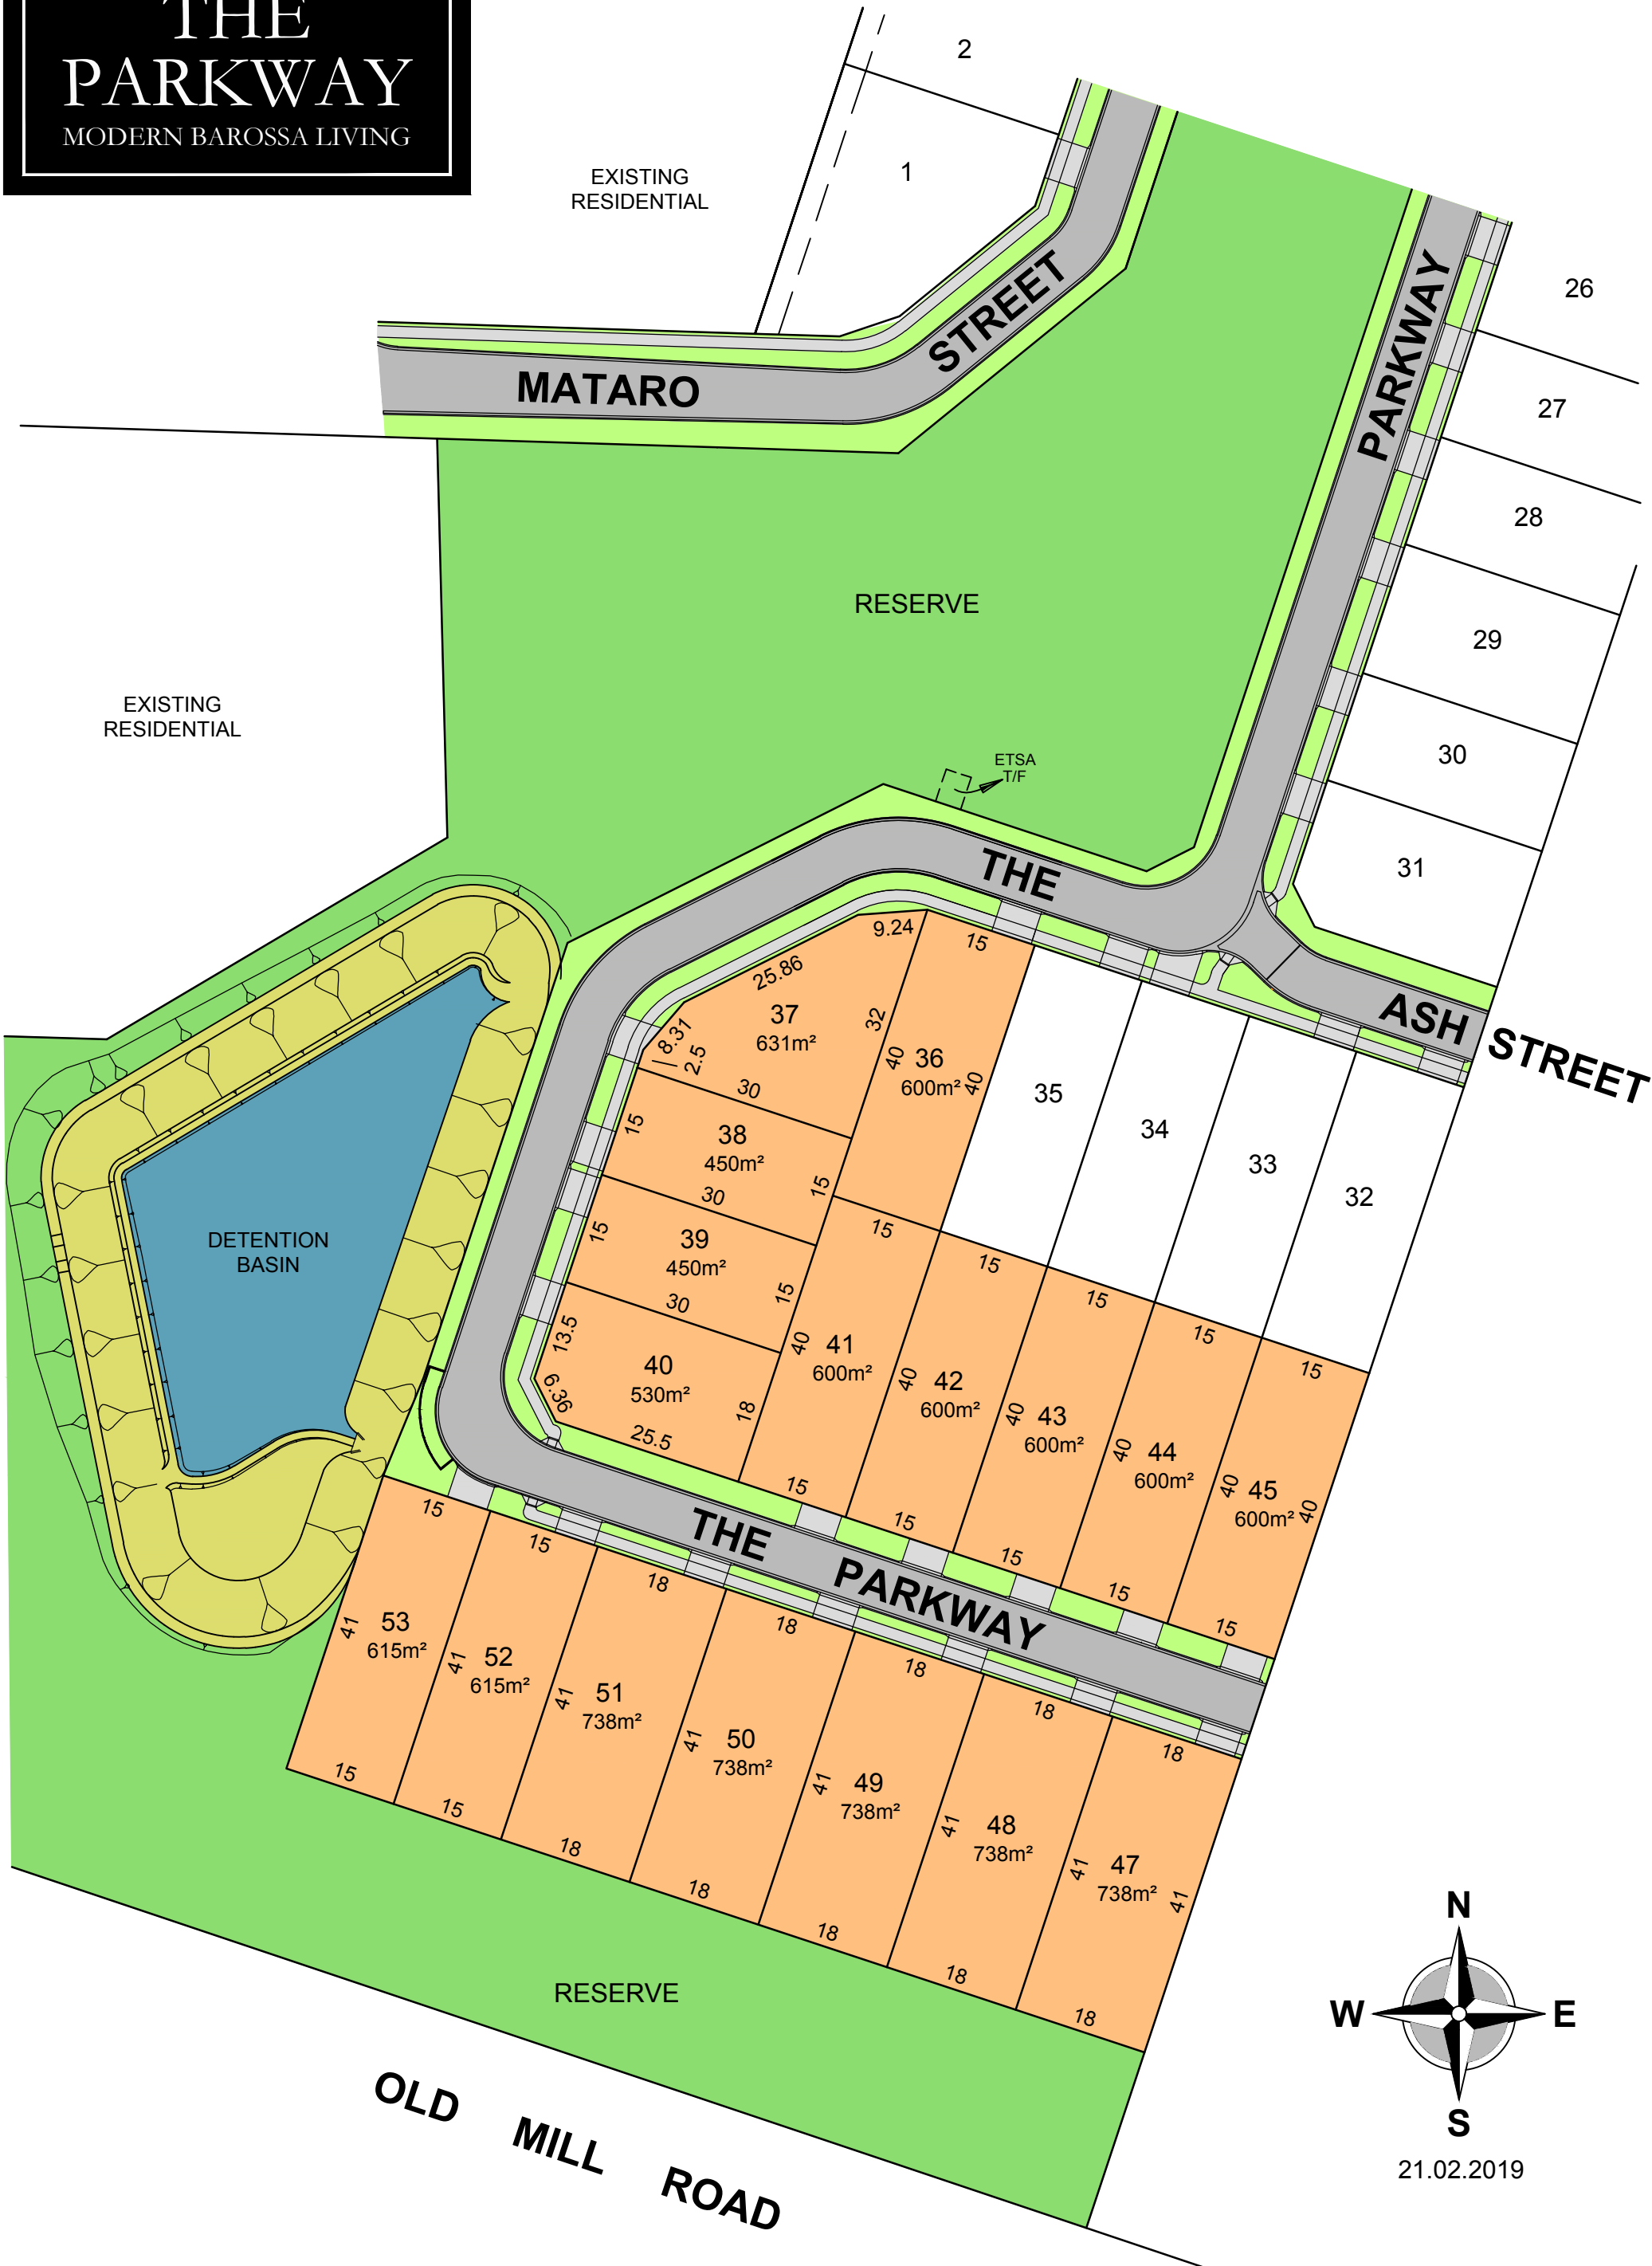 THE
PARKWAY
MODERN BAROSSA LIVING
2
1
EXISTING
RESIDENTIAL
MATARO STREET
PARKWAY
26
27
28
29
30
31
RESERVE
EXISTING
RESIDENTIAL
ETSA
T/F
THE
ASH STREET
9.24
15
25.86
37
631m²
32
8.31
2.5
30
40
36
600m²
40
35
34
33
32
15
38
450m²
30
15
15
39
450m²
30
15
13.5
40
530m²
6.36
25.5
18
DETENTION
BASIN
15
15
15
15
15
40
41
600m²
40
42
600m²
40
43
600m²
40
44
600m²
40
45
600m²
40
15
15
15
15
15
THE PARKWAY
15
15
18
18
18
18
18
41
53
615m²
41
52
615m²
41
51
738m²
41
50
738m²
41
49
738m²
41
48
738m²
41
47
738m²
41
15
15
18
18
18
18
18
RESERVE
OLD MILL ROAD
N
W
E
S
21.02.2019